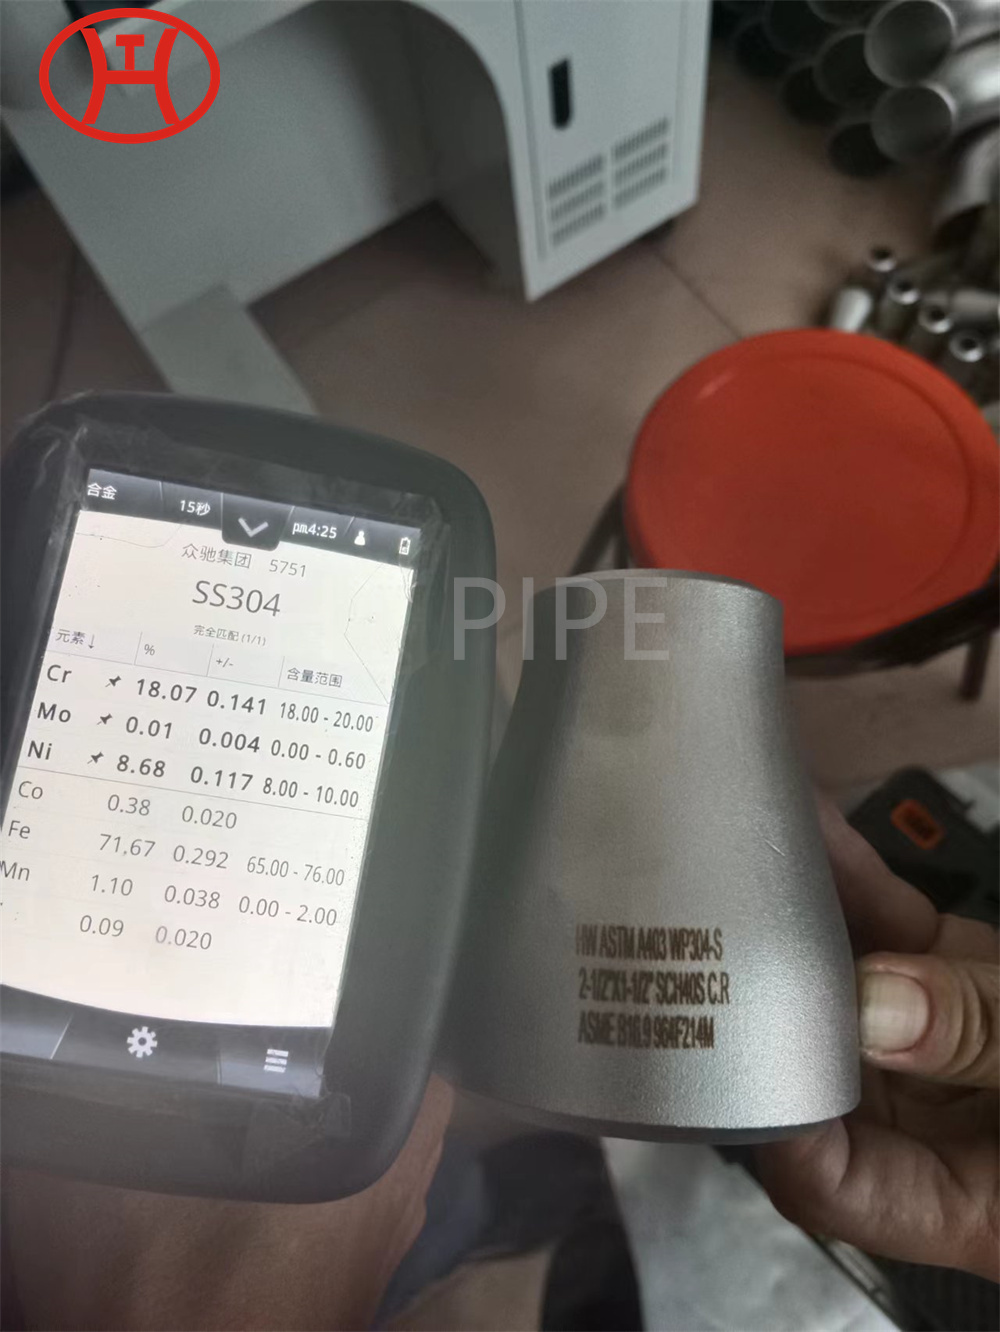 PIPE
合金 15秒 pm4:25
众驰集团 5751
SS304
完全匹配 (1/1)
元素↓ % +/- 含量范围
Cr 18.07 0.141 18.00 - 20.00
Mo 0.01 0.004 0.00 - 0.60
Ni 8.68 0.117 8.00 - 10.00
Co 0.38 0.020
Fe 71.67 0.292 65.00 - 76.00
Mn 1.10 0.038 0.00 - 2.00
0.09 0.020
HW ASTM A403 WP304-S
2-1/2"X1-1/2" SCH40S C.R
ASME B16.9 964F214M